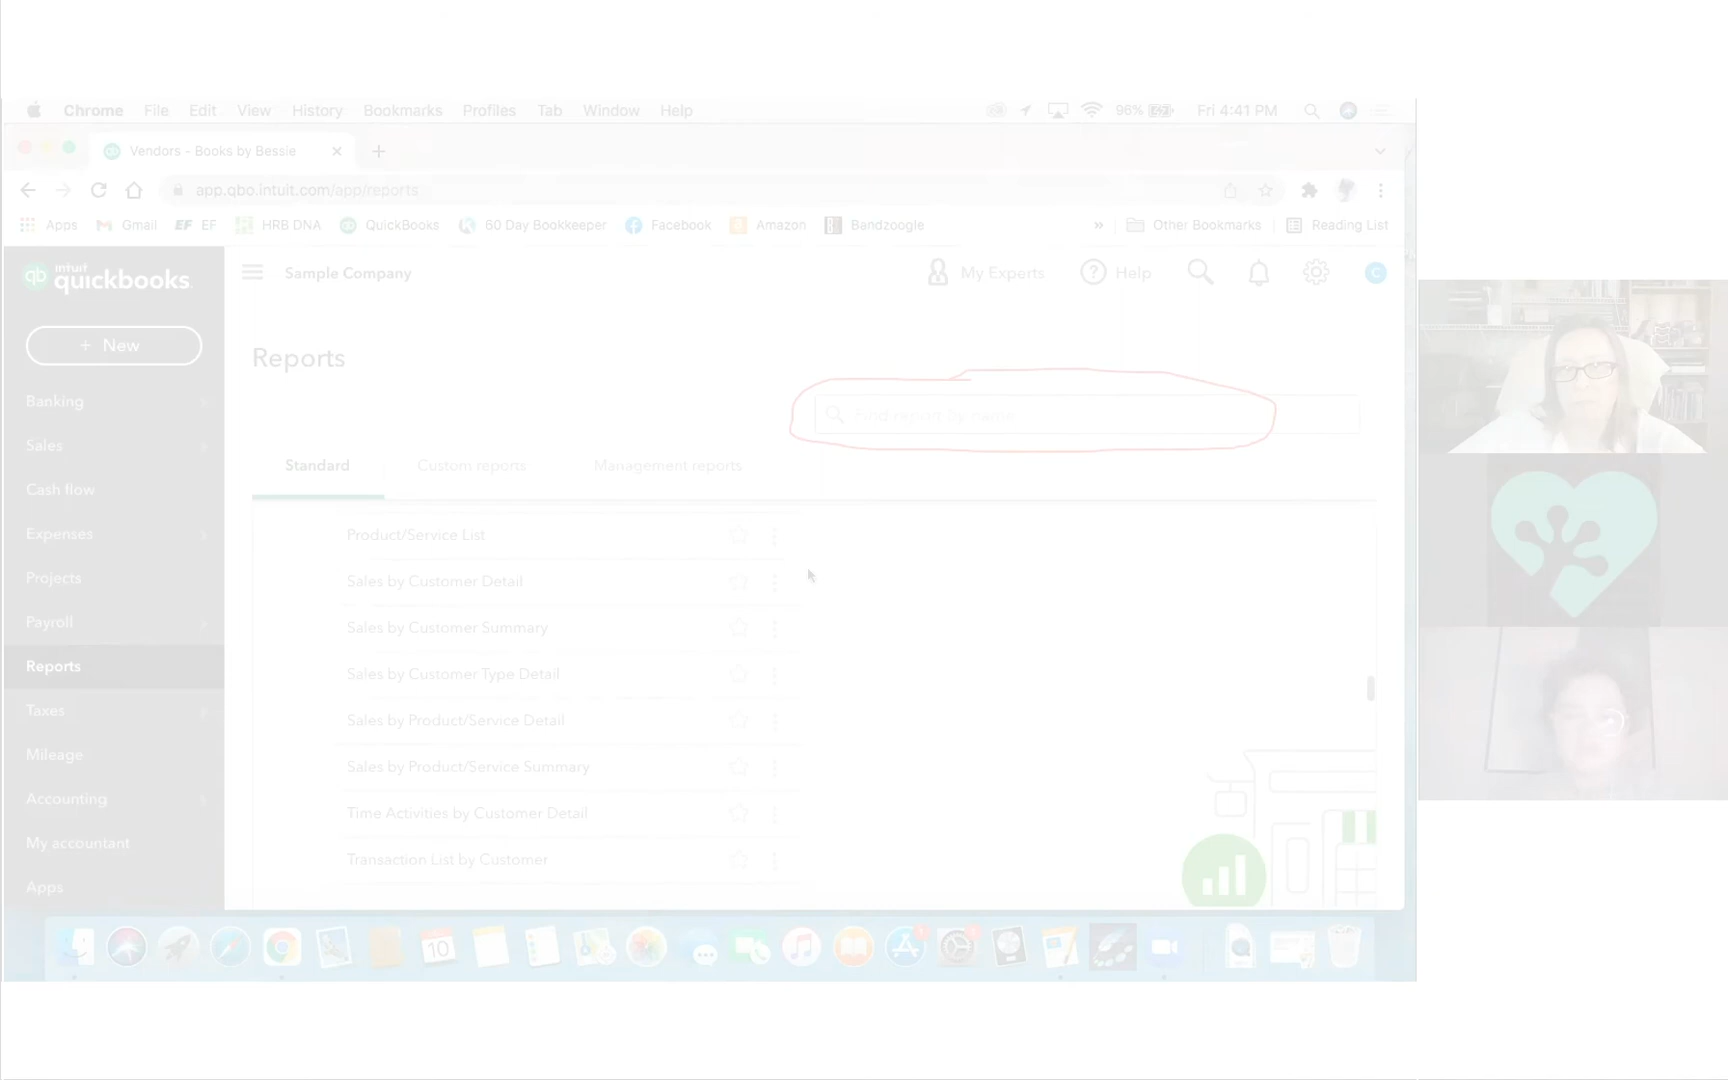 Chrome File Edit View History Bookmarks Profiles Tab Window Help 96% Fri 4:41 PM
Vendors - Books by Bessie
app.qbo.intuit.com/app/reports
Apps Gmail EF EF HRB DNA QuickBooks 60 Day Bookkeeper Facebook Amazon Bandzoogle » Other Bookmarks Reading List
qb intuit quickbooks.
Sample Company My Experts Help C
+ New
Reports
Banking
Find report by name
Sales
Standard Custom reports Management reports
Cash flow
Expenses
Product/Service List
Projects
Sales by Customer Detail
Payroll
Sales by Customer Summary
Reports
Sales by Customer Type Detail
Taxes
Sales by Product/Service Detail
Mileage
Sales by Product/Service Summary
Accounting
Time Activities by Customer Detail
My accountant
Transaction List by Customer
Apps
10